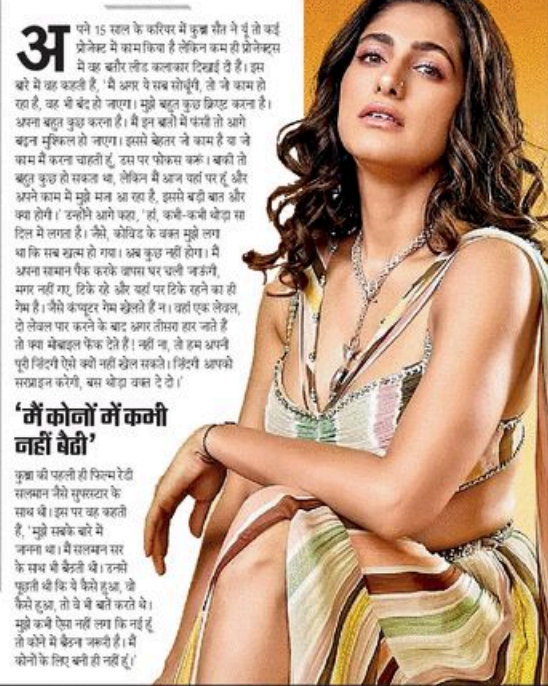 अपने 15 साल के करियर में कुब्रा सैत ने यूं तो कई
प्रोजेक्ट में काम किया है लेकिन कम ही प्रोजेक्ट्स
में वह बतौर लीड कलाकार दिखाई दी हैं। इस
बारे में वह कहती हैं, 'मैं अगर ये सब सोचूंगी, तो जो काम हो
रहा है, वह भी बंद हो जाएगा। मुझे बहुत कुछ क्रिएट करना है।
अपना बहुत कुछ करना है। मैं इन बातों में फंसी तो आगे
बढ़ना मुश्किल हो जाएगा। इससे बेहतर जो काम है या जो
काम मैं करना चाहती हूं, उस पर फोकस करूं। बाकी तो
बहुत कुछ हो सकता था, लेकिन मैं आज यहां पर हूं और
अपने काम में मुझे मजा आ रहा है, इससे बड़ी बात और
क्या होगी।' उन्होंने आगे कहा, 'हां, कभी-कभी थोड़ा सा
दिल में लगता है। जैसे, कोविड के वक्त मुझे लगा
था कि सब खत्म हो गया। अब कुछ नहीं होगा। मैं
अपना सामान पैक करके वापस घर चली जाऊंगी,
मगर नहीं गए, टिके रहे और यहां पर टिके रहने का ही
गेम है। जैसे कंप्यूटर गेम खेलते हैं न। वहां एक लेवल,
दो लेवल पार करने के बाद अगर तीसरा हार जाते हैं
तो क्या मोबाइल फेंक देते हैं! नहीं ना, तो हम अपनी
पूरी जिंदगी ऐसे क्यों नहीं खेल सकते। जिंदगी आपको
सरप्राइज करेगी, बस थोड़ा वक्त दे दो।'
'मैं कोनों में कभी
नहीं बैठी'
कुब्रा की पहली ही फिल्म रेडी
सलमान जैसे सुपरस्टार के
साथ थी। इस पर वह कहती
हैं, 'मुझे सबके बारे में
जानना था। मैं सलमान सर
के साथ भी बैठती थी। उनसे
पूछती थी कि ये कैसे हुआ, वो
कैसे हुआ, तो वे भी बातें करते थे।
मुझे कभी ऐसा नहीं लगा कि नई हूं
तो कोने में बैठना जरूरी है। मैं
कोनों के लिए बनी ही नहीं हूं।'